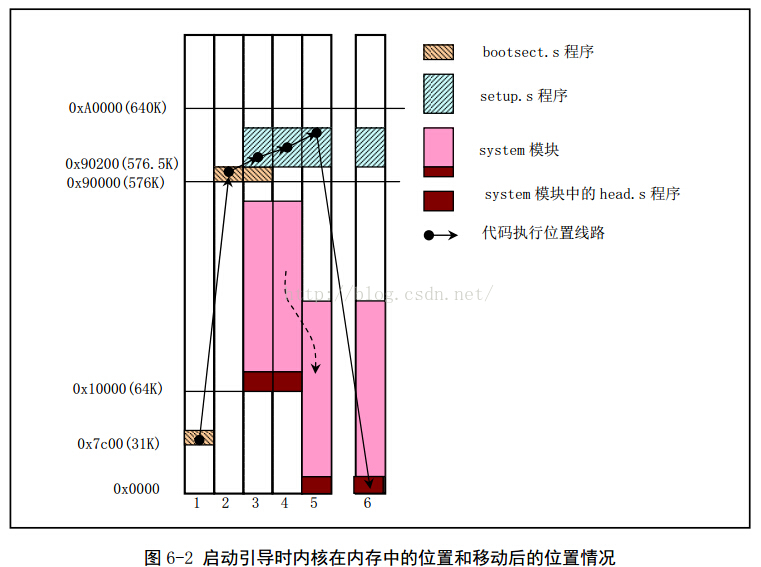 bootsect.s 程序
setup.s 程序
system 模块
system 模块中的 head.s 程序
代码执行位置线路
0xA0000(640K)
0x90200(576.5K)
0x90000(576K)
0x10000(64K)
0x7c00(31K)
0x0000
1 2 3 4 5 6
tp://blog.csdn.net/
图 6-2 启动引导时内核在内存中的位置和移动后的位置情况